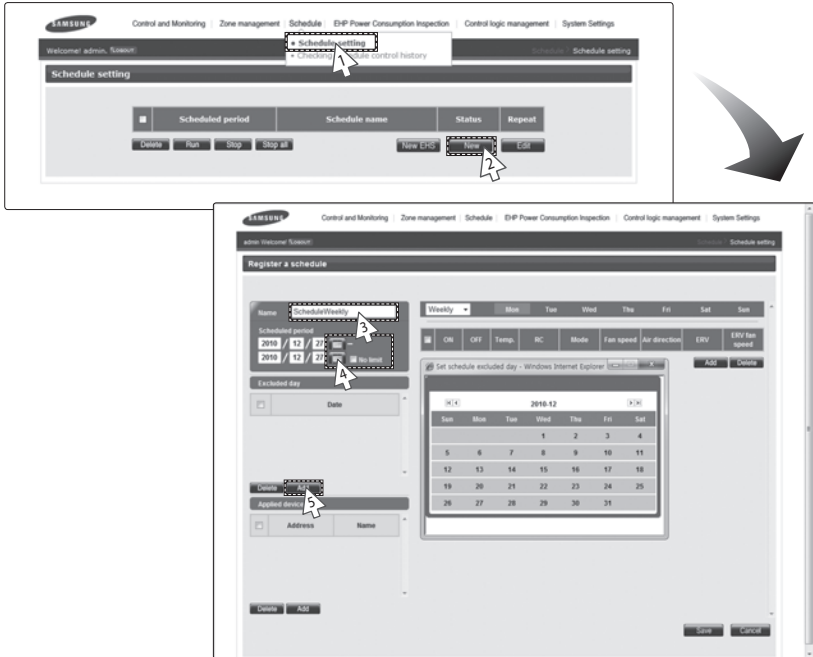 SAMSUNG
Control and Monitoring | Zone management | Schedule | EHP Power Consumption Inspection | Control logic management | System Settings
Welcome! admin.
Schedule setting
Checking schedule control history
Schedule | Schedule setting
1
Schedule setting
Scheduled period Schedule name Status Repeat
Delete Run Stop Stop all New EHS New Edit
2
SAMSUNG
Control and Monitoring | Zone management | Schedule | EHP Power Consumption Inspection | Control logic management | System Settings
admin Welcome!
Schedule setting
Register a schedule
Name ScheduleWeekly
3
Scheduled period
2010 / 12 / 27 ~
2010 / 12 / 27 No limit
4
Excluded day
Date
Delete Add
5
Applied device
Address Name
Delete Add
Weekly Mon Tue Wed Thu Fri Sat Sun
ON OFF Temp. RC Mode Fan speed Air direction ERV ERV fan speed
Add Delete
Set schedule excluded day - Windows Internet Explorer
2010-12
Sun Mon Tue Wed Thu Fri Sat
1 2 3 4
5 6 7 8 9 10 11
12 13 14 15 16 17 18
19 20 21 22 23 24 25
26 27 28 29 30 31
Save Cancel